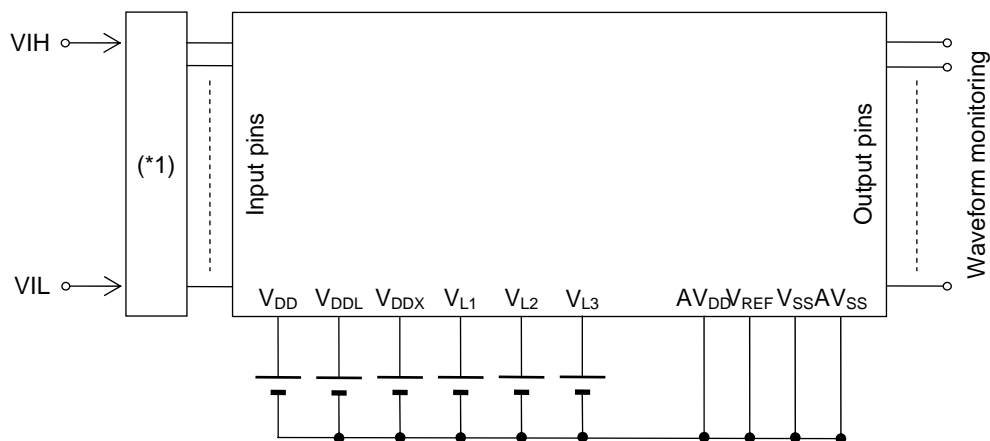 VIH
VIL
(*1)
Input pins
Output pins
Waveform monitoring
VDD VDDL VDDX VL1 VL2 VL3 AVDD VREF VSS AVSS